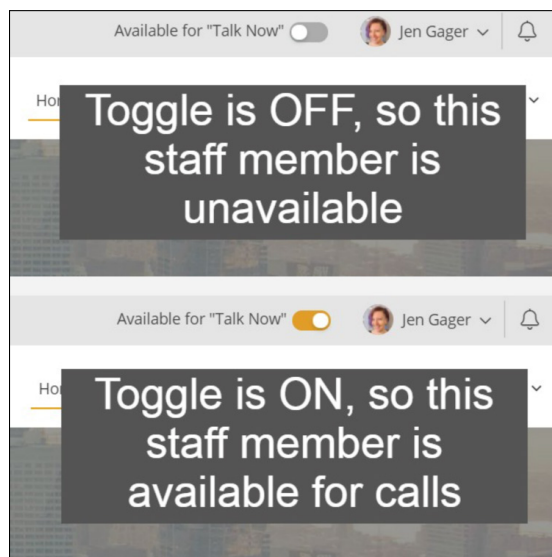 Available for "Talk Now" Jen Gager
Toggle is OFF, so this
staff member is
unavailable
Available for "Talk Now" Jen Gager
Toggle is ON, so this
staff member is
available for calls